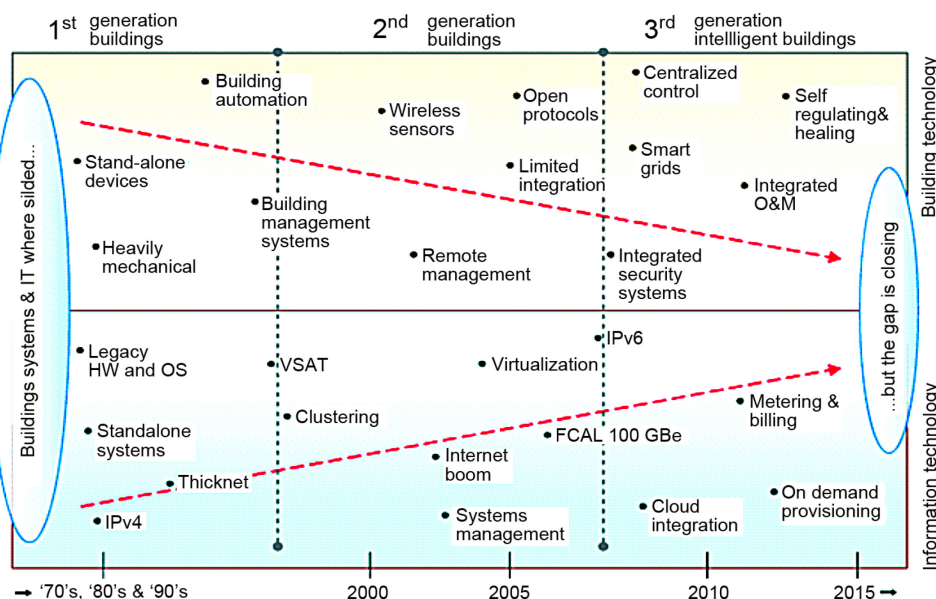 1st generation
buildings
2nd generation
buildings
3rd generation
intellligent buildings
Building technology
Information technology
Buildings systems & IT where silded...
...but the gap is closing
Building
automation
Stand-alone
devices
Heavily
mechanical
Building
management
systems
Wireless
sensors
Open
protocols
Limited
integration
Remote
management
Centralized
control
Self
regulating&
healing
Smart
grids
Integrated
O&M
Integrated
security
systems
Legacy
HW and OS
Standalone
systems
Thicknet
IPv4
VSAT
Clustering
Virtualization
IPv6
FCAL 100 GBe
Internet
boom
Systems
management
Metering &
billing
Cloud
integration
On demand
provisioning
‘70’s, ‘80’s & ‘90’s
2000
2005
2010
2015